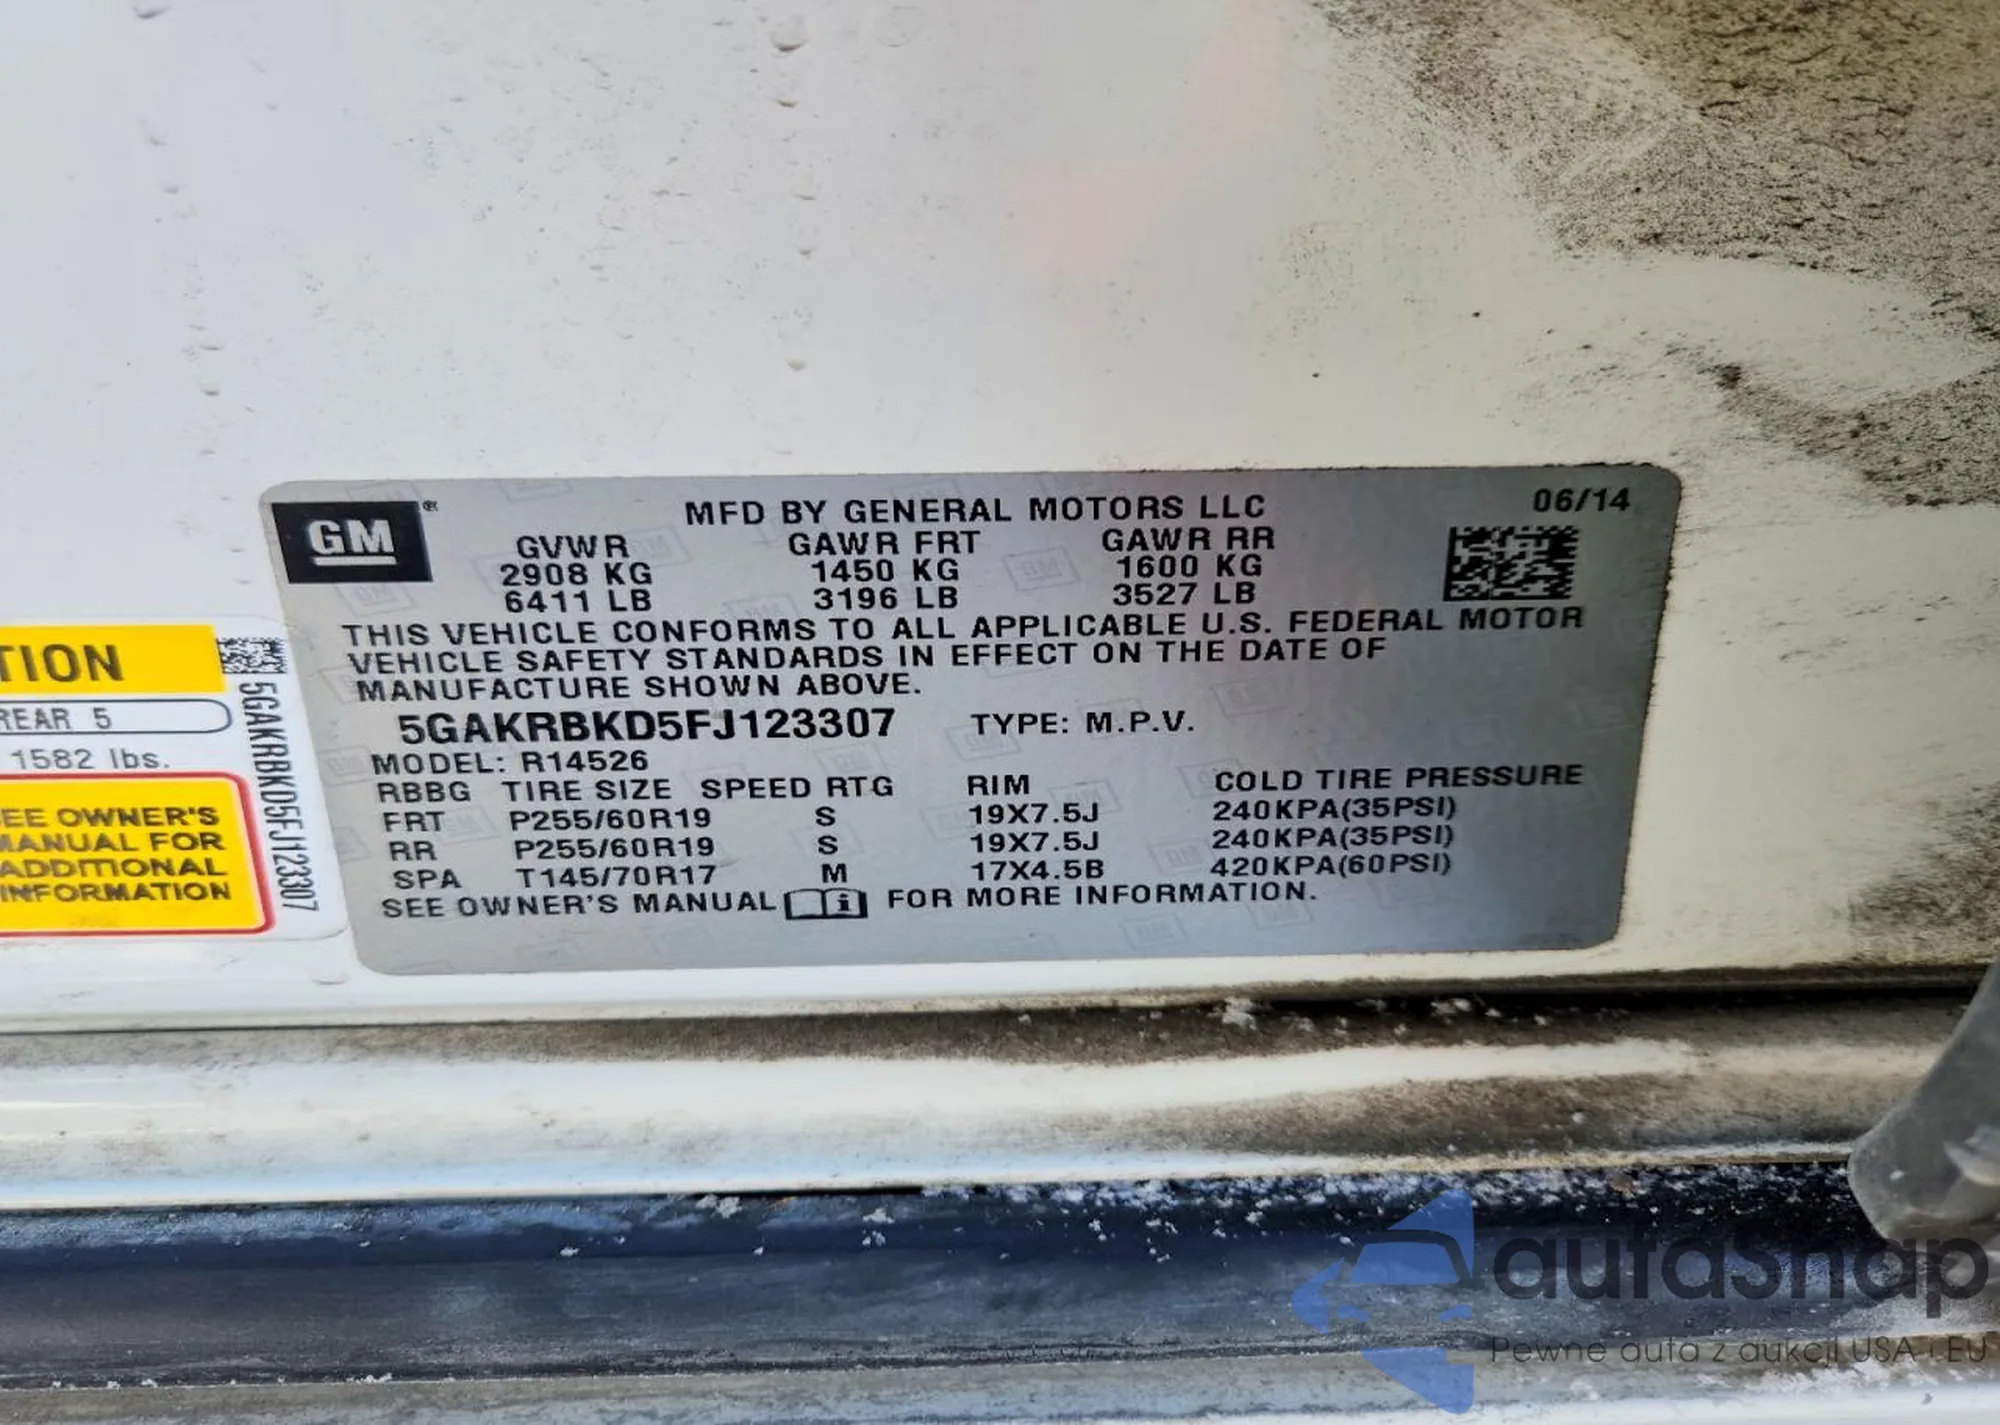 GM®
MFD BY GENERAL MOTORS LLC 06/14
GVWR GAWR FRT GAWR RR
2908 KG 1450 KG 1600 KG
6411 LB 3196 LB 3527 LB
THIS VEHICLE CONFORMS TO ALL APPLICABLE U.S. FEDERAL MOTOR
VEHICLE SAFETY STANDARDS IN EFFECT ON THE DATE OF
MANUFACTURE SHOWN ABOVE.
5GAKRBKD5FJ123307 TYPE: M.P.V.
MODEL: R14526
RBBG TIRE SIZE SPEED RTG RIM COLD TIRE PRESSURE
FRT P255/60R19 S 19X7.5J 240KPA(35PSI)
RR P255/60R19 S 19X7.5J 240KPA(35PSI)
SPA T145/70R17 M 17X4.5B 420KPA(60PSI)
SEE OWNER'S MANUAL i FOR MORE INFORMATION.
TION
REAR 5
1582 lbs.
EE OWNER'S
MANUAL FOR
ADDITIONAL
INFORMATION
5GAKRBKD5FJ123307
autaSnap
Pewne auta z aukcji USA i EU